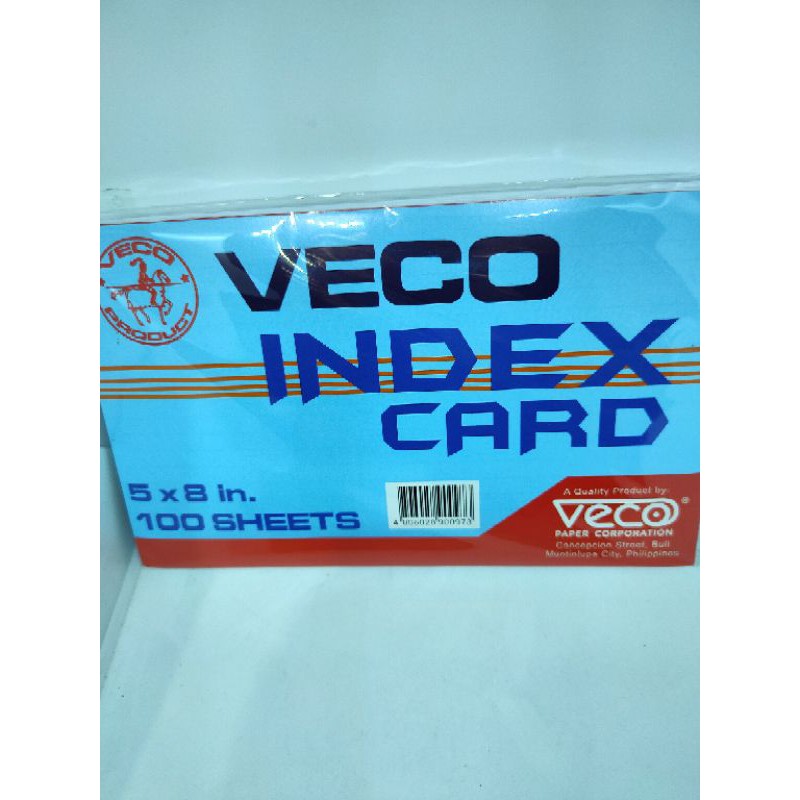 VECO
PRODUCT
VECO
INDEX
CARD
5 x 8 in.
100 SHEETS
A Quality Product by:
veco®
PAPER CORPORATION
Concepcion Street, Buli
Muntinlupa City, Philippines